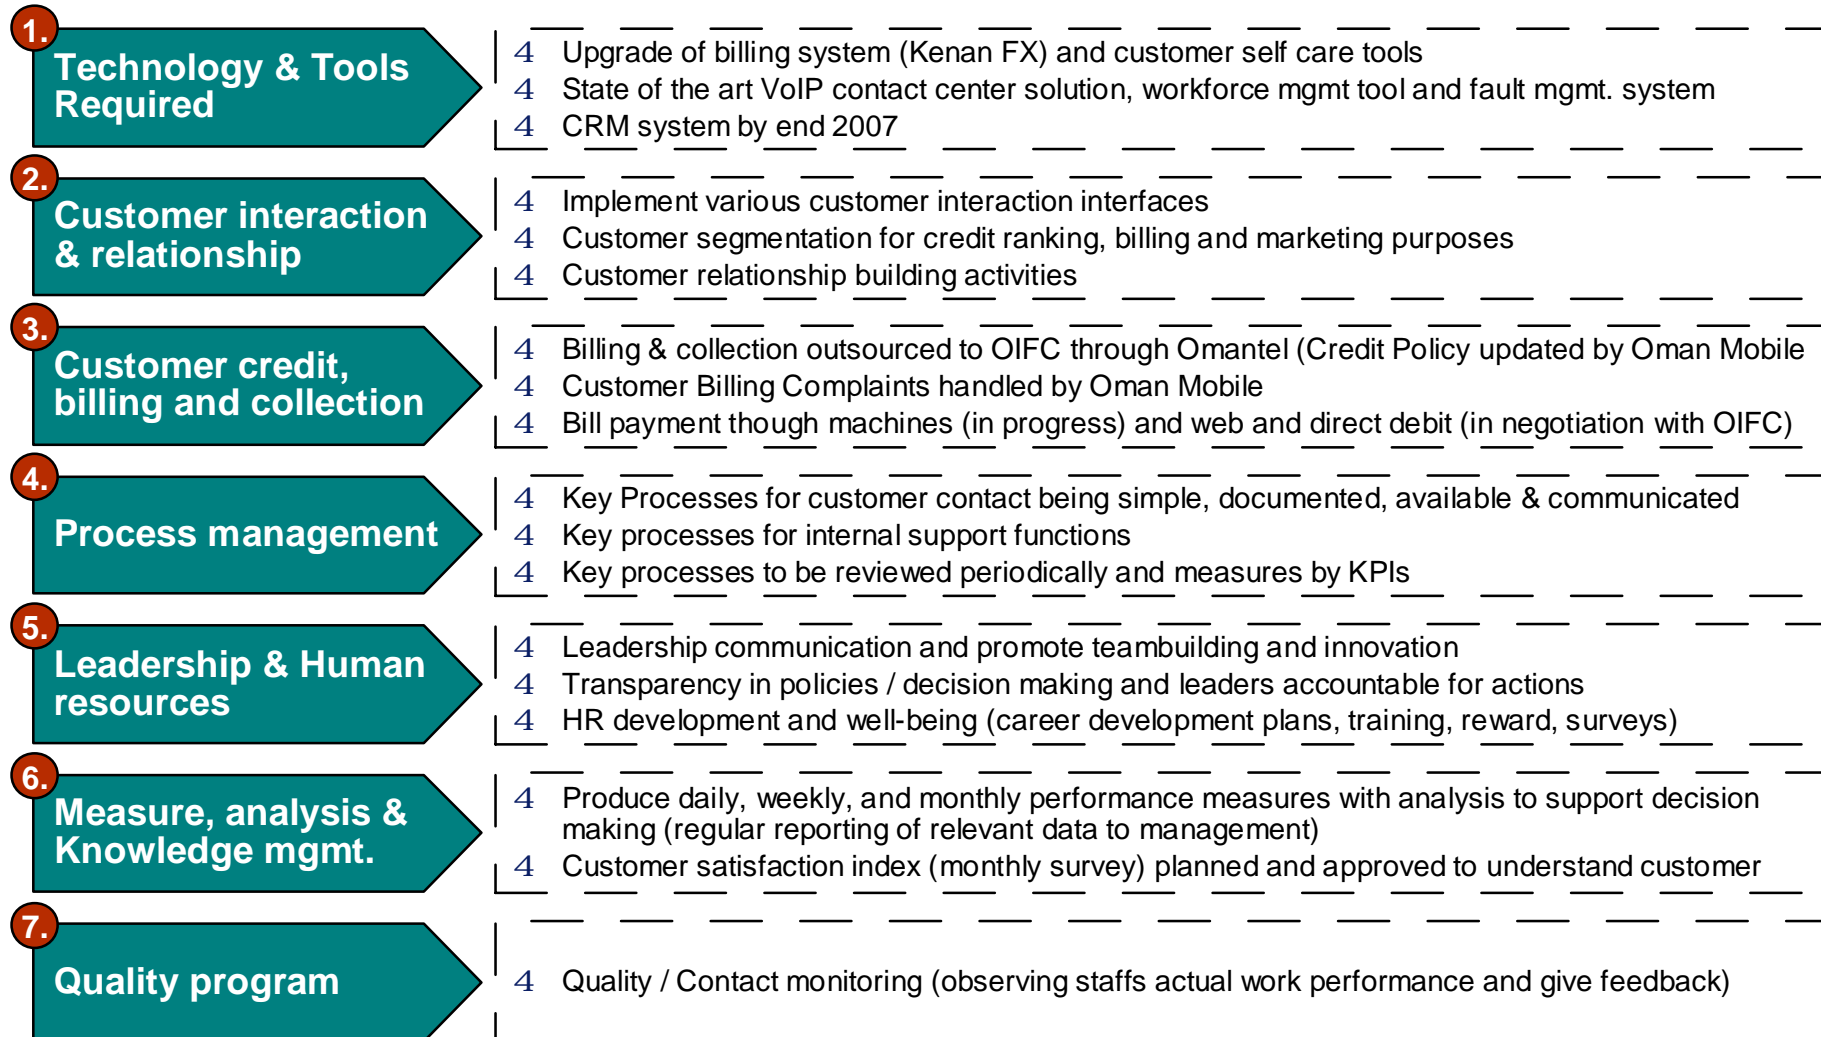 1.
Technology & Tools
Required
4 Upgrade of billing system (Kenan FX) and customer self care tools
4 State of the art VoIP contact center solution, workforce mgmt tool and fault mgmt. system
4 CRM system by end 2007
2.
Customer interaction
& relationship
4 Implement various customer interaction interfaces
4 Customer segmentation for credit ranking, billing and marketing purposes
4 Customer relationship building activities
3.
Customer credit,
billing and collection
4 Billing & collection outsourced to OIFC through Omantel (Credit Policy updated by Oman Mobile
4 Customer Billing Complaints handled by Oman Mobile
4 Bill payment though machines (in progress) and web and direct debit (in negotiation with OIFC)
4.
Process management
4 Key Processes for customer contact being simple, documented, available & communicated
4 Key processes for internal support functions
4 Key processes to be reviewed periodically and measures by KPIs
5.
Leadership & Human
resources
4 Leadership communication and promote teambuilding and innovation
4 Transparency in policies / decision making and leaders accountable for actions
4 HR development and well-being (career development plans, training, reward, surveys)
6.
Measure, analysis &
Knowledge mgmt.
4 Produce daily, weekly, and monthly performance measures with analysis to support decision
making (regular reporting of relevant data to management)
4 Customer satisfaction index (monthly survey) planned and approved to understand customer
7.
Quality program
4 Quality / Contact monitoring (observing staffs actual work performance and give feedback)